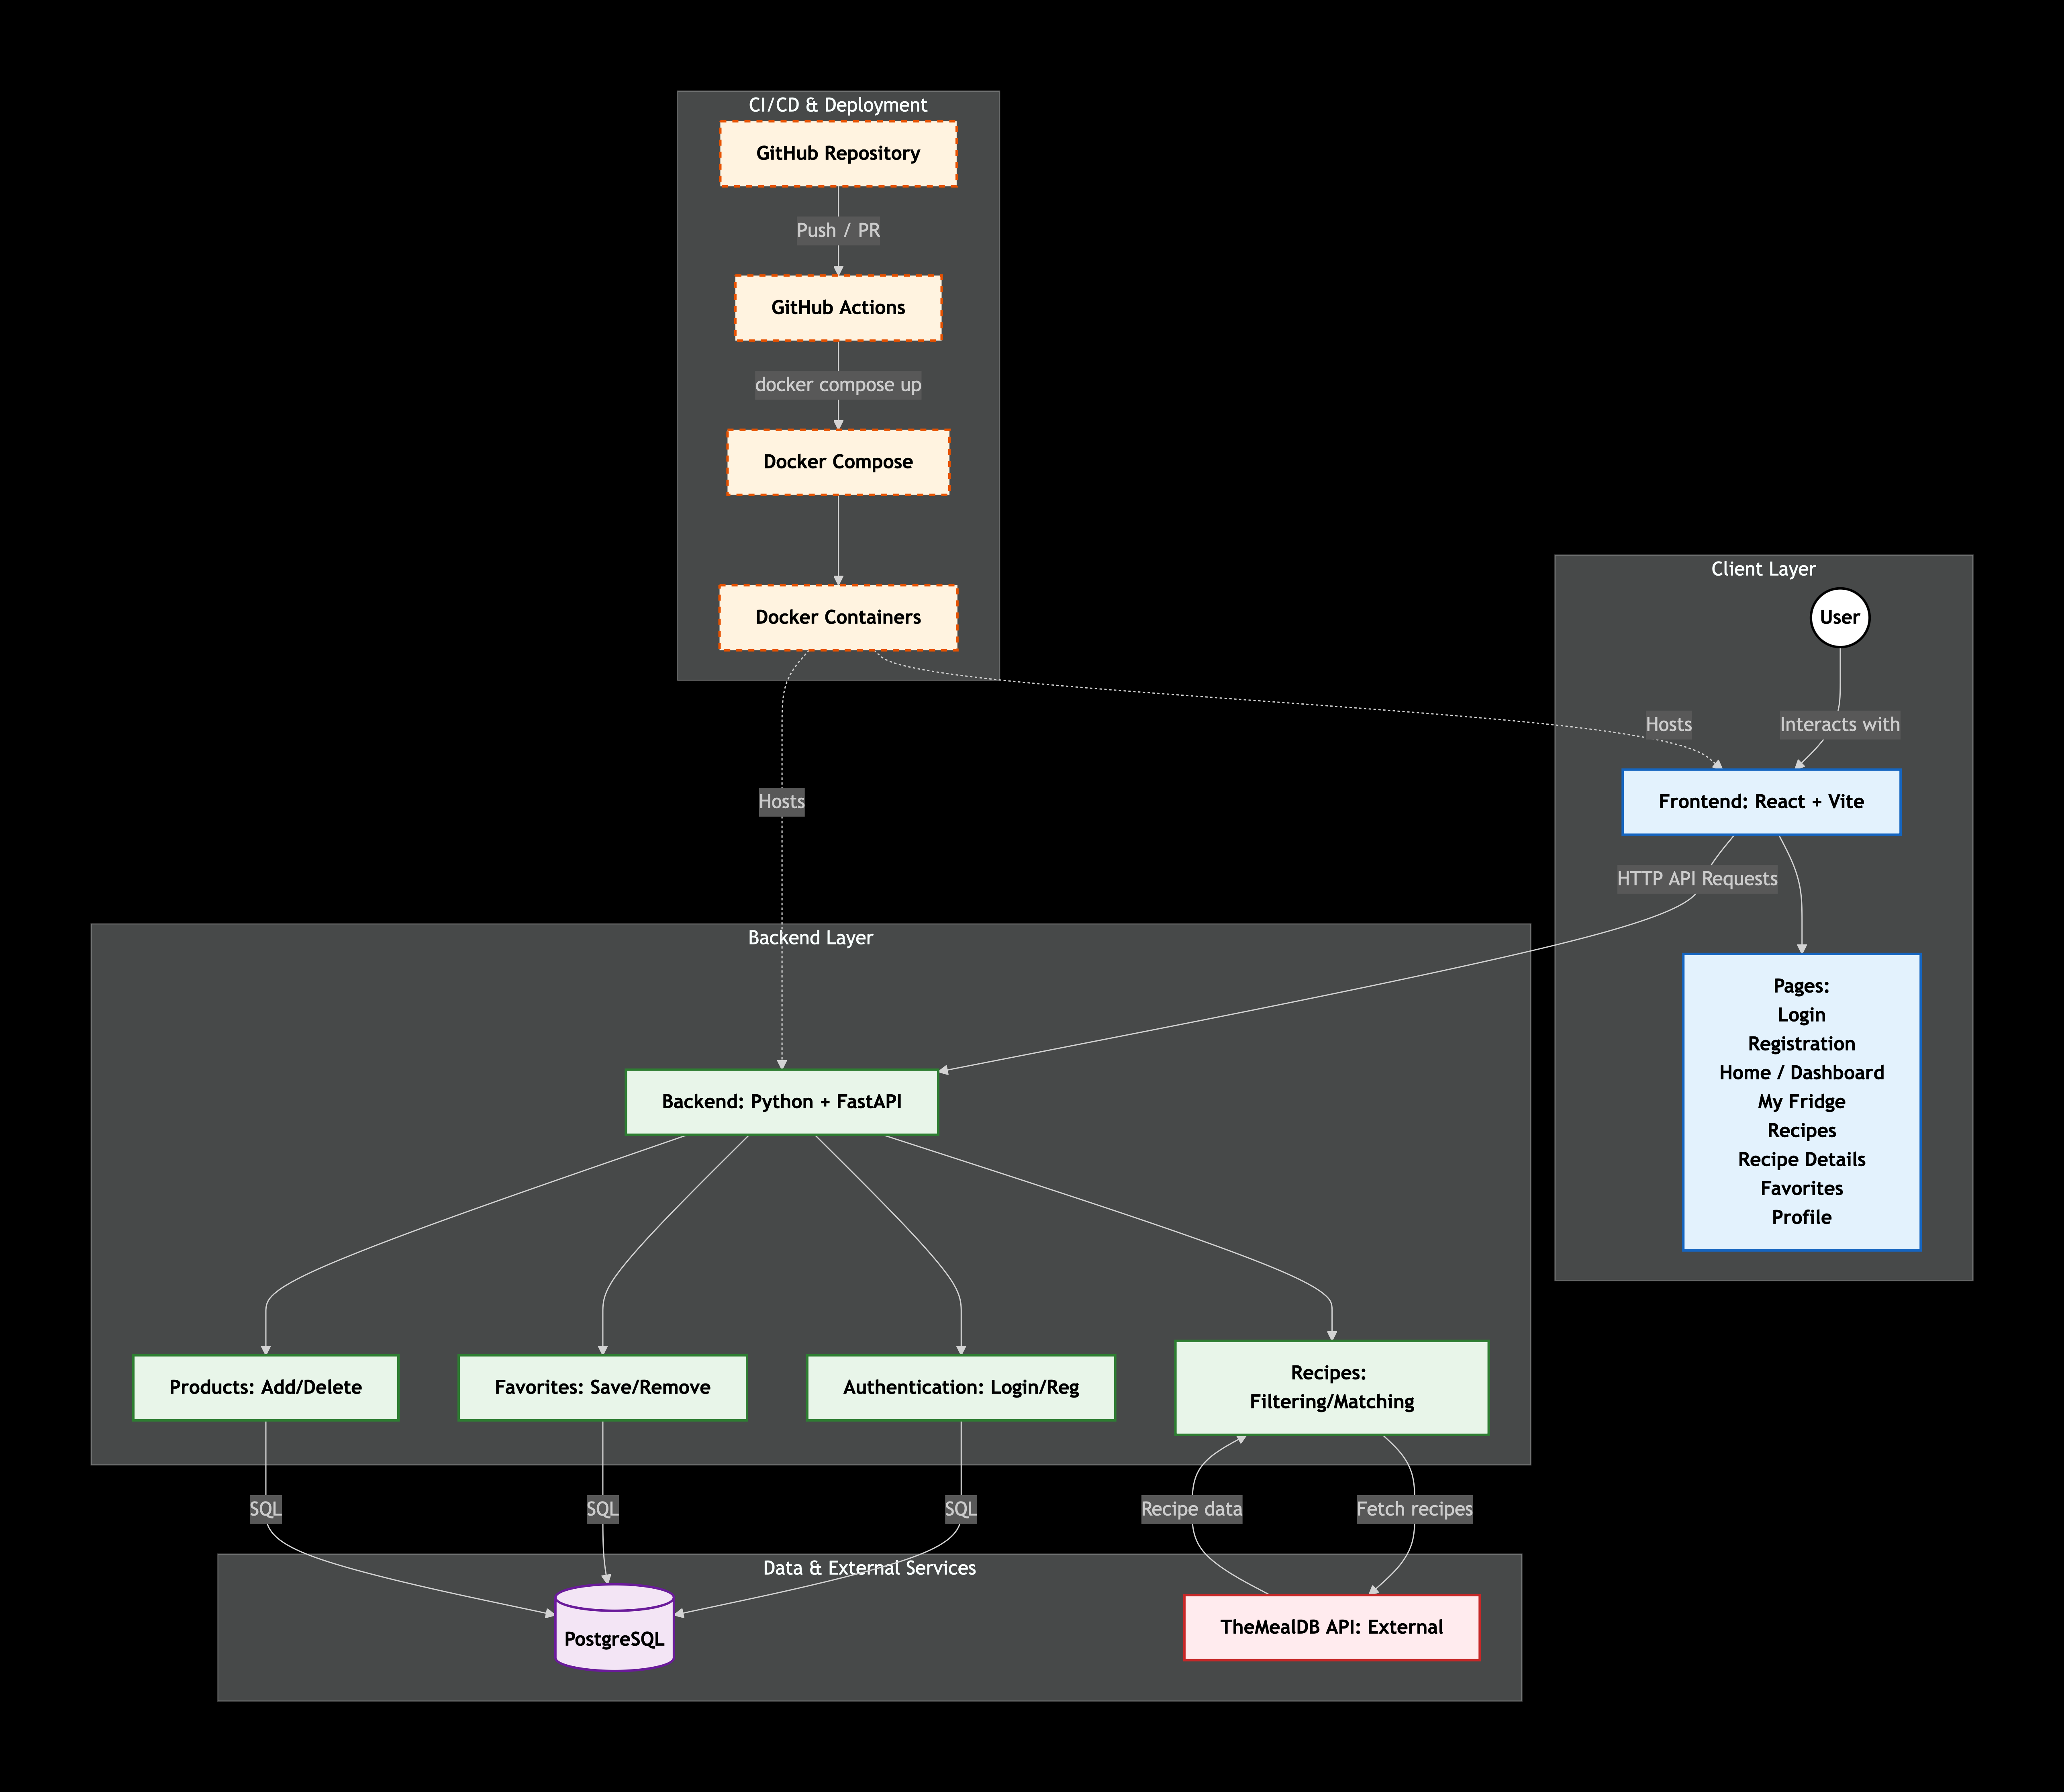 CI/CD & Deployment
GitHub Repository
Push / PR
GitHub Actions
docker compose up
Docker Compose
Docker Containers
Client Layer
User
Hosts
Interacts with
Frontend: React + Vite
Hosts
HTTP API Requests
Pages:
Login
Registration
Home / Dashboard
My Fridge
Recipes
Recipe Details
Favorites
Profile
Backend Layer
Backend: Python + FastAPI
Products: Add/Delete
Favorites: Save/Remove
Authentication: Login/Reg
Recipes:
Filtering/Matching
SQL
SQL
SQL
Recipe data
Fetch recipes
Data & External Services
PostgreSQL
TheMealDB API: External